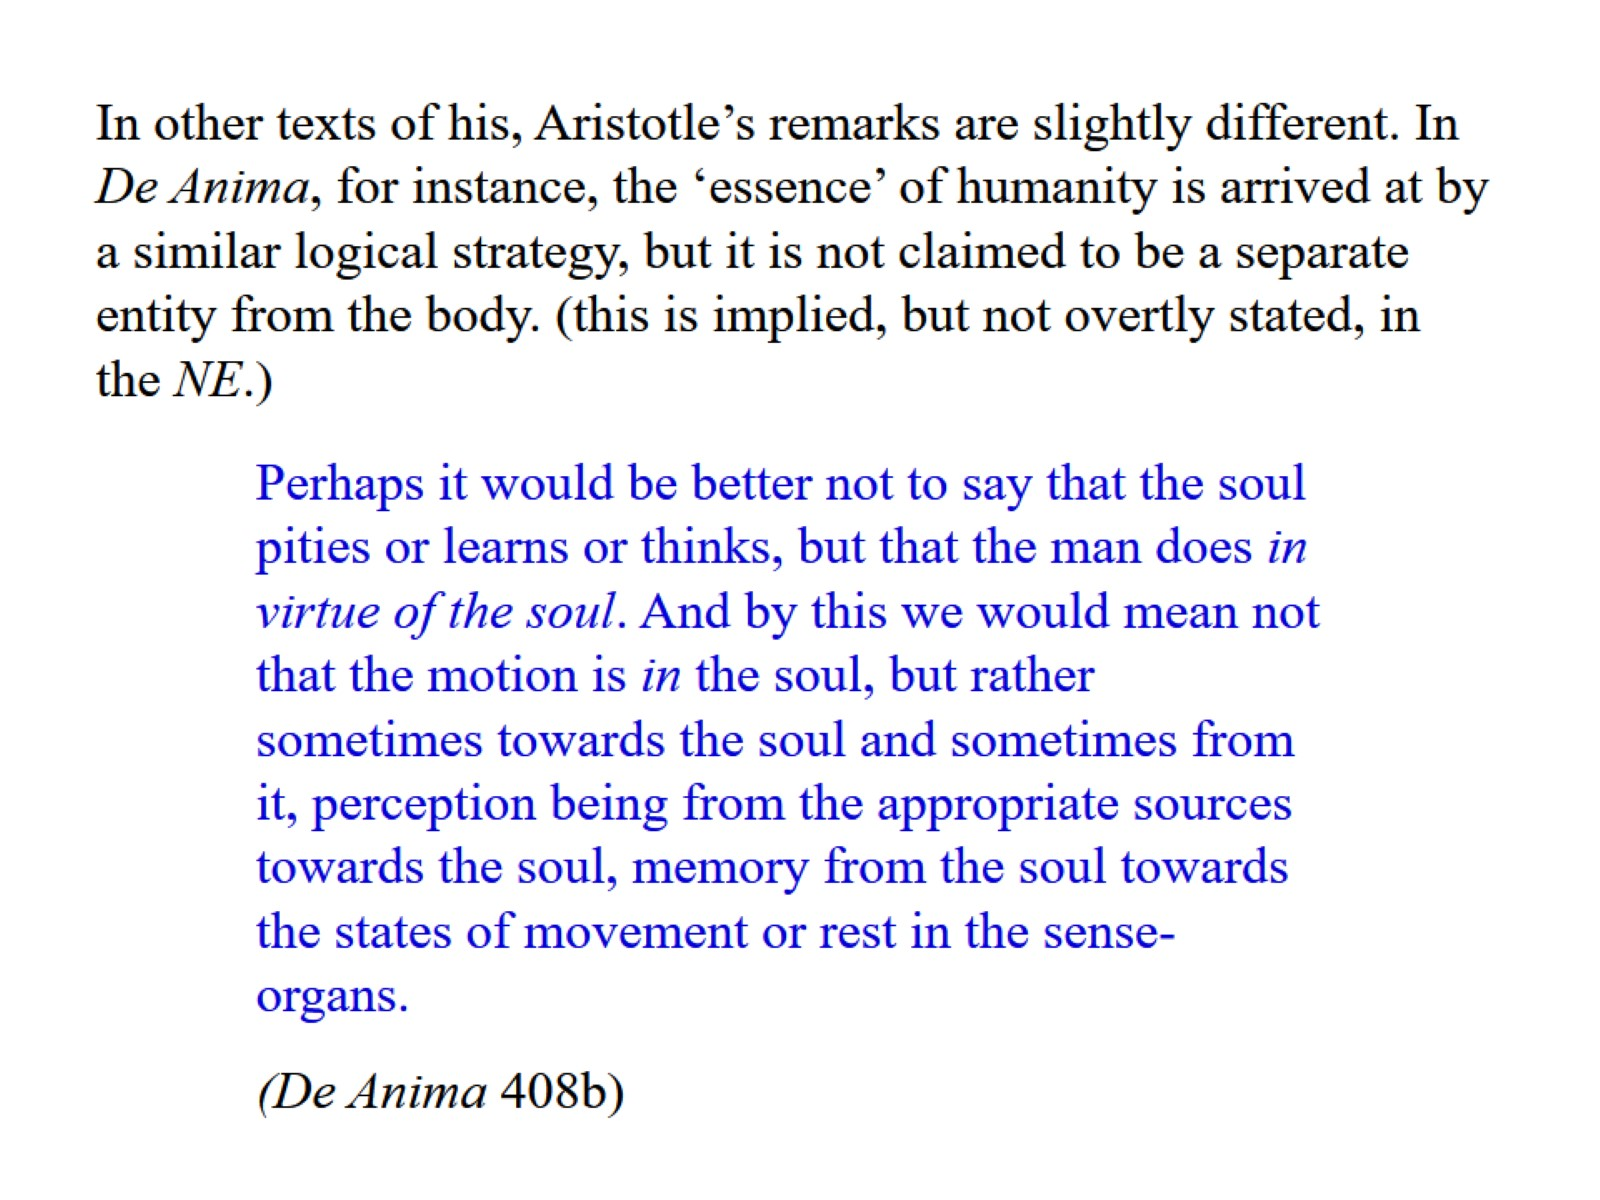 In other texts of his, Aristotle’s remarks are slightly different. In
De Anima, for instance, the ‘essence’ of humanity is arrived at by
a similar logical strategy, but it is not claimed to be a separate
entity from the body. (this is implied, but not overtly stated, in
the NE.)
Perhaps it would be better not to say that the soul
pities or learns or thinks, but that the man does in
virtue of the soul. And by this we would mean not
that the motion is in the soul, but rather
sometimes towards the soul and sometimes from
it, perception being from the appropriate sources
towards the soul, memory from the soul towards
the states of movement or rest in the sense-
organs.
(De Anima 408b)